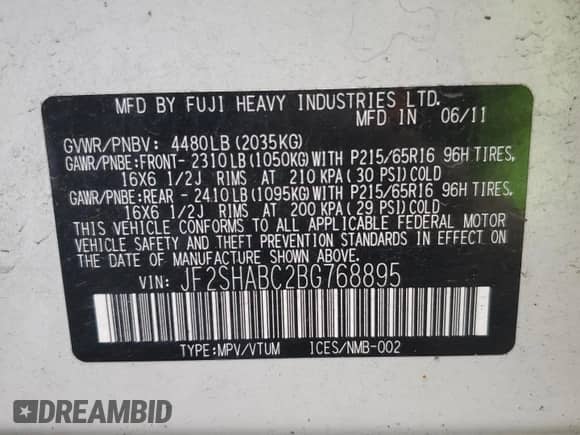 MFD BY FUJI HEAVY INDUSTRIES LTD.
MFD IN 06/11
GVWR/PNBV: 4480LB(2035KG)
GAWR/PNBE:FRONT- 2310LB(1050KG)WITH P215/65R16 96H TIRES,
16X6 1/2J RIMS AT 210 KPA(30 PSI)COLD
GAWR/PNBE:REAR - 2410LB(1095KG)WITH P215/65R16 96H TIRES,
16X6 1/2J RIMS AT 200 KPA(29 PSI)COLD
THIS VEHICLE CONFORMS TO ALL APPLICABLE FEDERAL MOTOR
VEHICLE SAFETY AND THEFT PREVENTION STANDARDS IN EFFECT
ON THE DATE OF MANUFACTURE SHOWN ABOVE.
VIN: JF2SHABC2BG768895
TYPE:MPV/VTUM ICES/NMB-002
DREAMBID